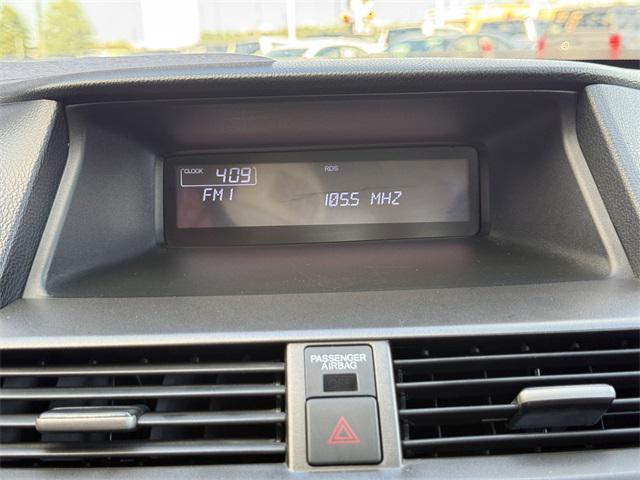 CLOCK 4:09
RDS
FM1
105.5 MHZ
PASSENGER
AIRBAG